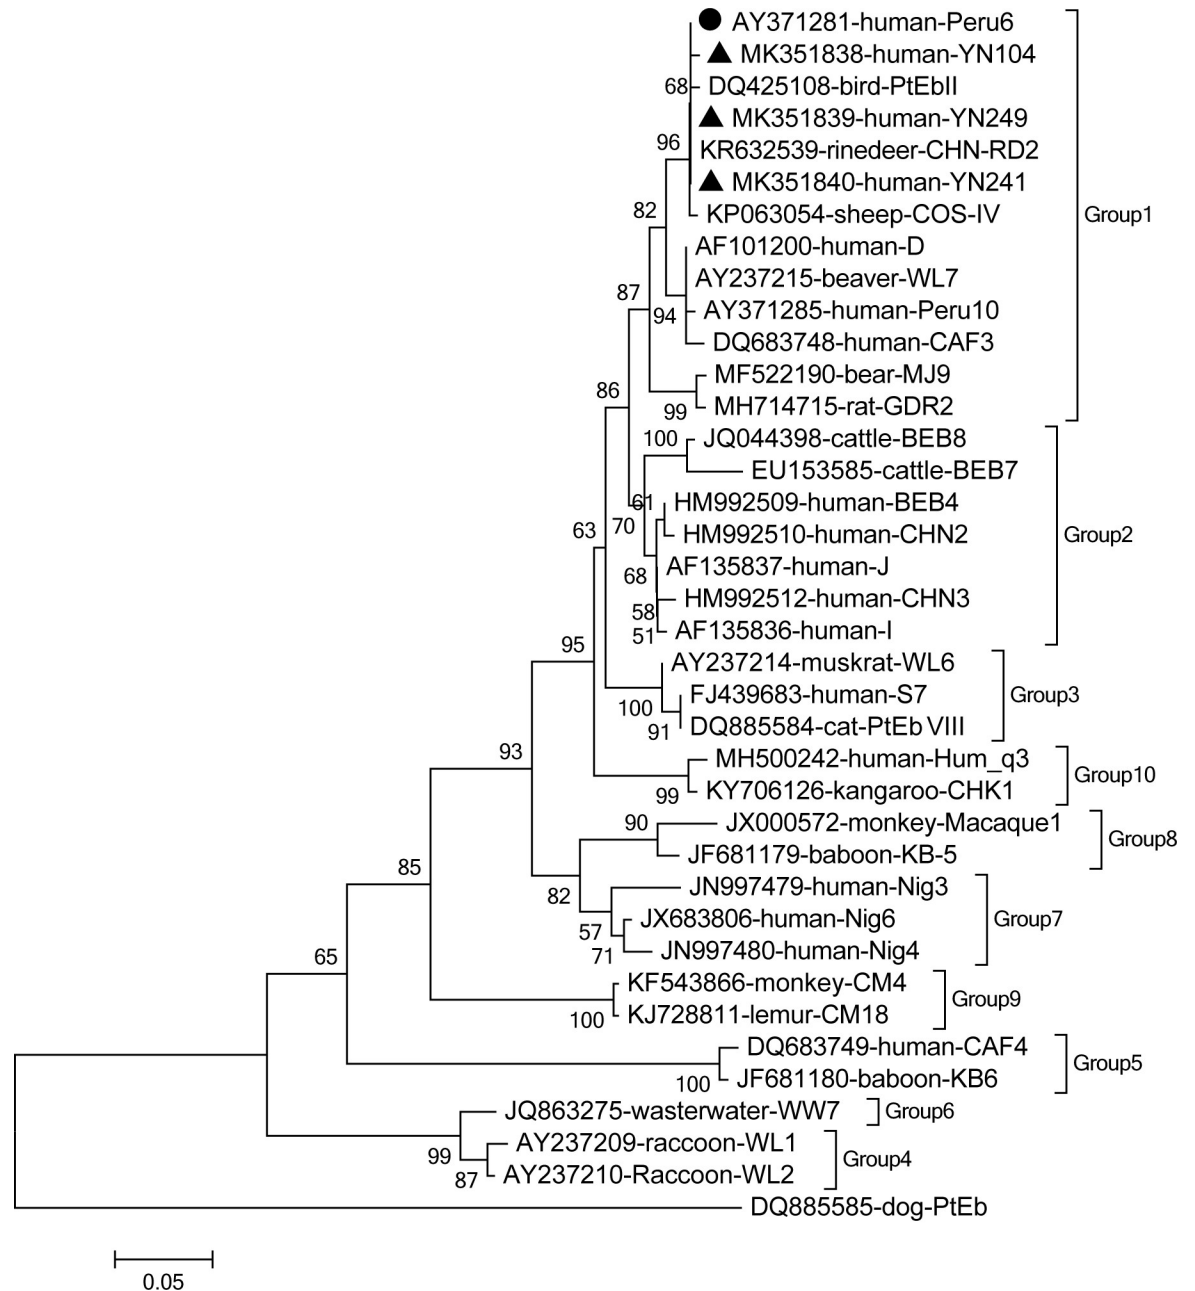 AY371281-human-Peru6
MK351838-human-YN104
68 DQ425108-bird-PtEbII
MK351839-human-YN249
96 KR632539-rinedeer-CHN-RD2
MK351840-human-YN241
82 KP063054-sheep-COS-IV Group1
AF101200-human-D
AY237215-beaver-WL7
87 94 AY371285-human-Peru10
DQ683748-human-CAF3
86 MF522190-bear-MJ9
99 MH714715-rat-GDR2
100 JQ044398-cattle-BEB8
EU153585-cattle-BEB7
61 HM992509-human-BEB4
63 70 HM992510-human-CHN2 Group2
68 AF135837-human-J
58 HM992512-human-CHN3
51 AF135836-human-I
95 AY237214-muskrat-WL6
100 FJ439683-human-S7 Group3
91 DQ885584-cat-PtEb VIII
93 MH500242-human-Hum_q3
99 KY706126-kangaroo-CHK1 Group10
90 JX000572-monkey-Macaque1
JF681179-baboon-KB-5 Group8
85 82 JN997479-human-Nig3
57 JX683806-human-Nig6 Group7
71 JN997480-human-Nig4
65 KF543866-monkey-CM4
100 KJ728811-lemur-CM18 Group9
DQ683749-human-CAF4
100 JF681180-baboon-KB6 Group5
JQ863275-wasterwater-WW7 Group6
99 AY237209-raccoon-WL1
87 AY237210-Raccoon-WL2 Group4
DQ885585-dog-PtEb
0.05